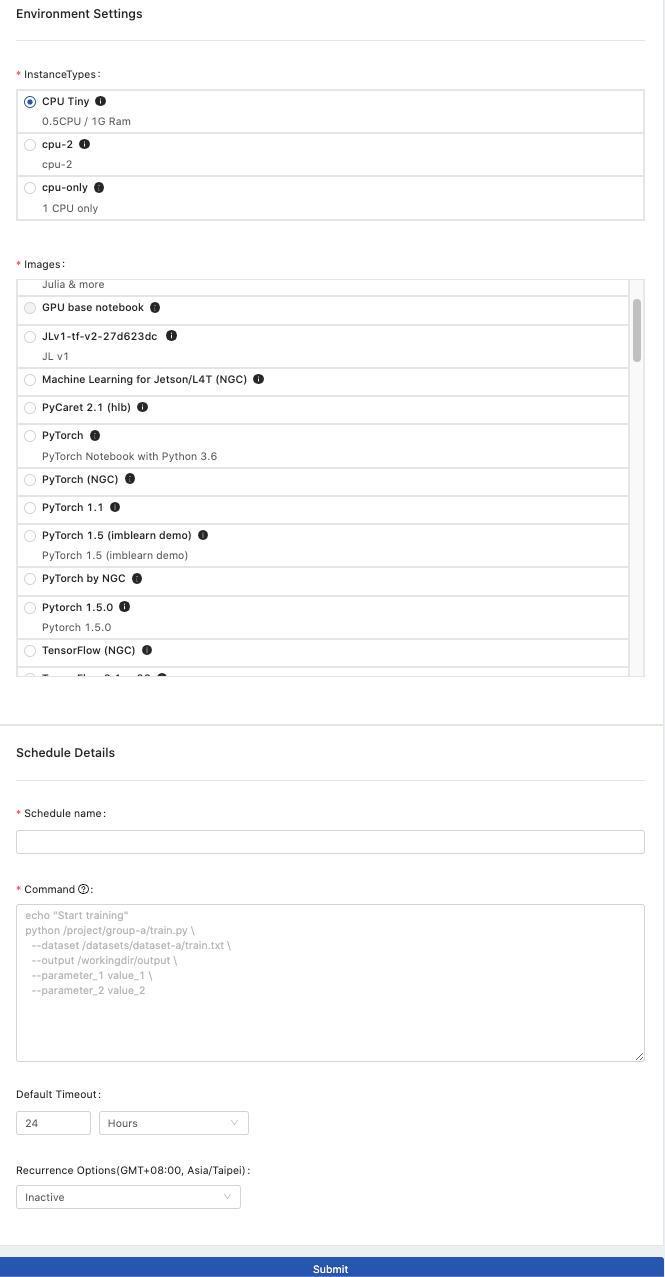 Environment Settings
* InstanceTypes:
CPU Tiny
0.5CPU / 1G Ram
cpu-2
cpu-2
cpu-only
1 CPU only
* Images:
Julia & more
GPU base notebook
JLv1-tf-v2-27d623dc
JL v1
Machine Learning for Jetson/L4T (NGC)
PyCaret 2.1 (hlb)
PyTorch
PyTorch Notebook with Python 3.6
PyTorch (NGC)
PyTorch 1.1
PyTorch 1.5 (imblearn demo)
PyTorch 1.5 (imblearn demo)
PyTorch by NGC
Pytorch 1.5.0
Pytorch 1.5.0
TensorFlow (NGC)
Schedule Details
* Schedule name:
* Command ?:
echo "Start training"
python /project/group-a/train.py \
--dataset /datasets/dataset-a/train.txt \
--output /workingdir/output \
--parameter_1 value_1 \
--parameter_2 value_2
Default Timeout:
24 Hours
Recurrence Options(GMT+08:00, Asia/Taipei):
Inactive
Submit